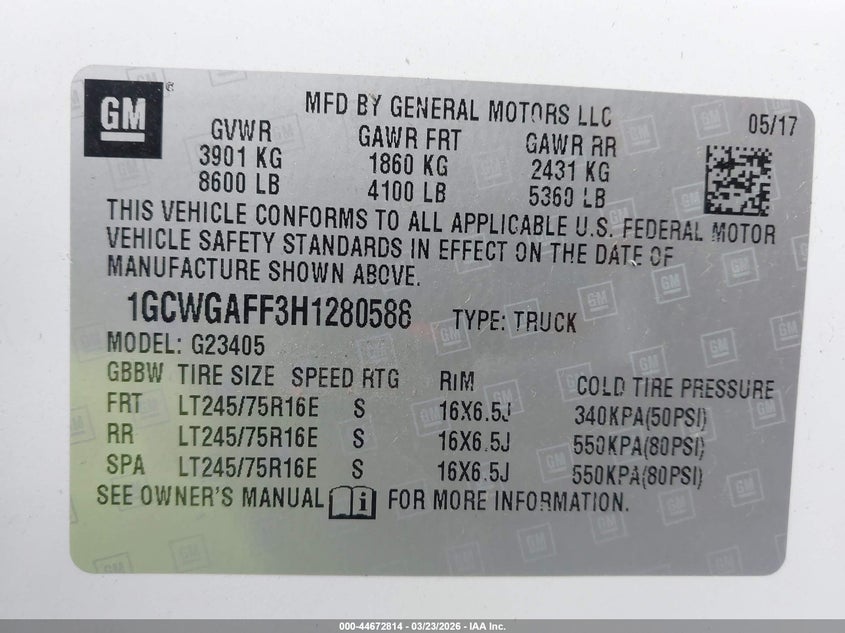 GM ®
MFD BY GENERAL MOTORS LLC
05/17
GVWR GAWR FRT GAWR RR
3901 KG 1860 KG 2431 KG
8600 LB 4100 LB 5360 LB
THIS VEHICLE CONFORMS TO ALL APPLICABLE U.S. FEDERAL MOTOR
VEHICLE SAFETY STANDARDS IN EFFECT ON THE DATE OF
MANUFACTURE SHOWN ABOVE.
1GCWGAFF3H1280588 TYPE: TRUCK
MODEL: G23405
GBBW TIRE SIZE SPEED RTG RIM COLD TIRE PRESSURE
FRT LT245/75R16E S 16X6.5J 340KPA(50PSI)
RR LT245/75R16E S 16X6.5J 550KPA(80PSI)
SPA LT245/75R16E S 16X6.5J 550KPA(80PSI)
SEE OWNER'S MANUAL i FOR MORE INFORMATION.
000-44672814 - 03/23/2026 - IAA Inc.